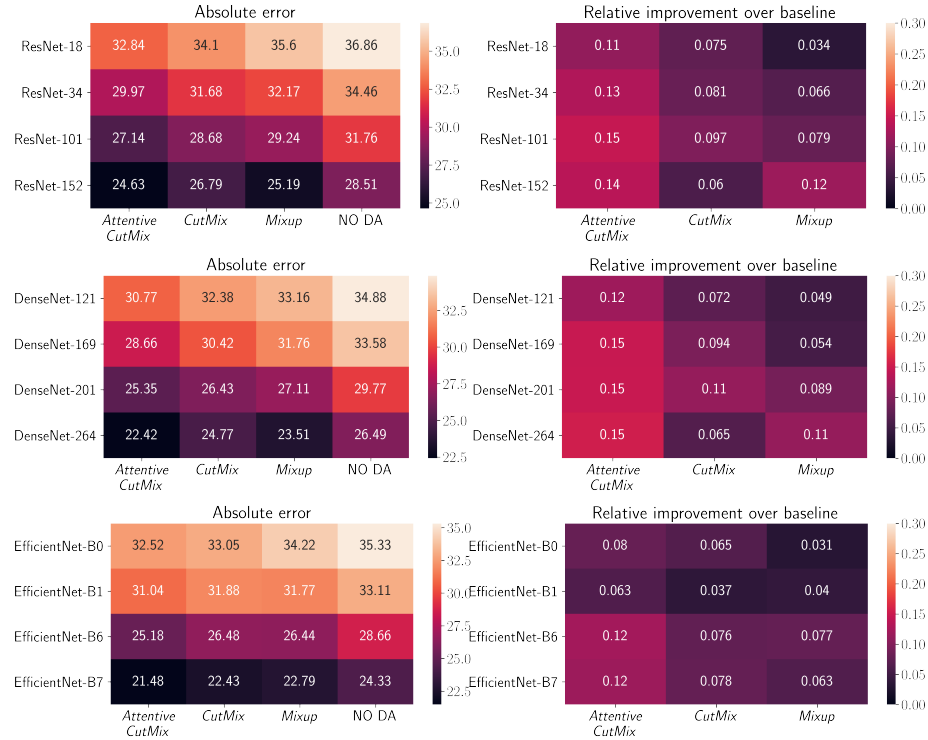 Absolute error
ResNet-18 32.84 34.1 35.6 36.86
ResNet-34 29.97 31.68 32.17 34.46
ResNet-101 27.14 28.68 29.24 31.76
ResNet-152 24.63 26.79 25.19 28.51
Attentive CutMix Mixup NO DA
CutMix
35.0
32.5
30.0
27.5
25.0
Relative improvement over baseline
ResNet-18 0.11 0.075 0.034
ResNet-34 0.13 0.081 0.066
ResNet-101 0.15 0.097 0.079
ResNet-152 0.14 0.06 0.12
Attentive CutMix Mixup
CutMix
0.30
0.25
0.20
0.15
0.10
0.05
0.00
Absolute error
DenseNet-121 30.77 32.38 33.16 34.88
DenseNet-169 28.66 30.42 31.76 33.58
DenseNet-201 25.35 26.43 27.11 29.77
DenseNet-264 22.42 24.77 23.51 26.49
Attentive CutMix Mixup NO DA
CutMix
32.5
30.0
27.5
25.0
22.5
Relative improvement over baseline
DenseNet-121 0.12 0.072 0.049
DenseNet-169 0.15 0.094 0.054
DenseNet-201 0.15 0.11 0.089
DenseNet-264 0.15 0.065 0.11
Attentive CutMix Mixup
CutMix
0.30
0.25
0.20
0.15
0.10
0.05
0.00
Absolute error
EfficientNet-B0 32.52 33.05 34.22 35.33
EfficientNet-B1 31.04 31.88 31.77 33.11
EfficientNet-B6 25.18 26.48 26.44 28.66
EfficientNet-B7 21.48 22.43 22.79 24.33
Attentive CutMix Mixup NO DA
CutMix
35.0
32.5
30.0
27.5
25.0
22.5
Relative improvement over baseline
EfficientNet-B0 0.08 0.065 0.031
EfficientNet-B1 0.063 0.037 0.04
EfficientNet-B6 0.12 0.076 0.077
EfficientNet-B7 0.12 0.078 0.063
Attentive CutMix Mixup
CutMix
0.30
0.25
0.20
0.15
0.10
0.05
0.00